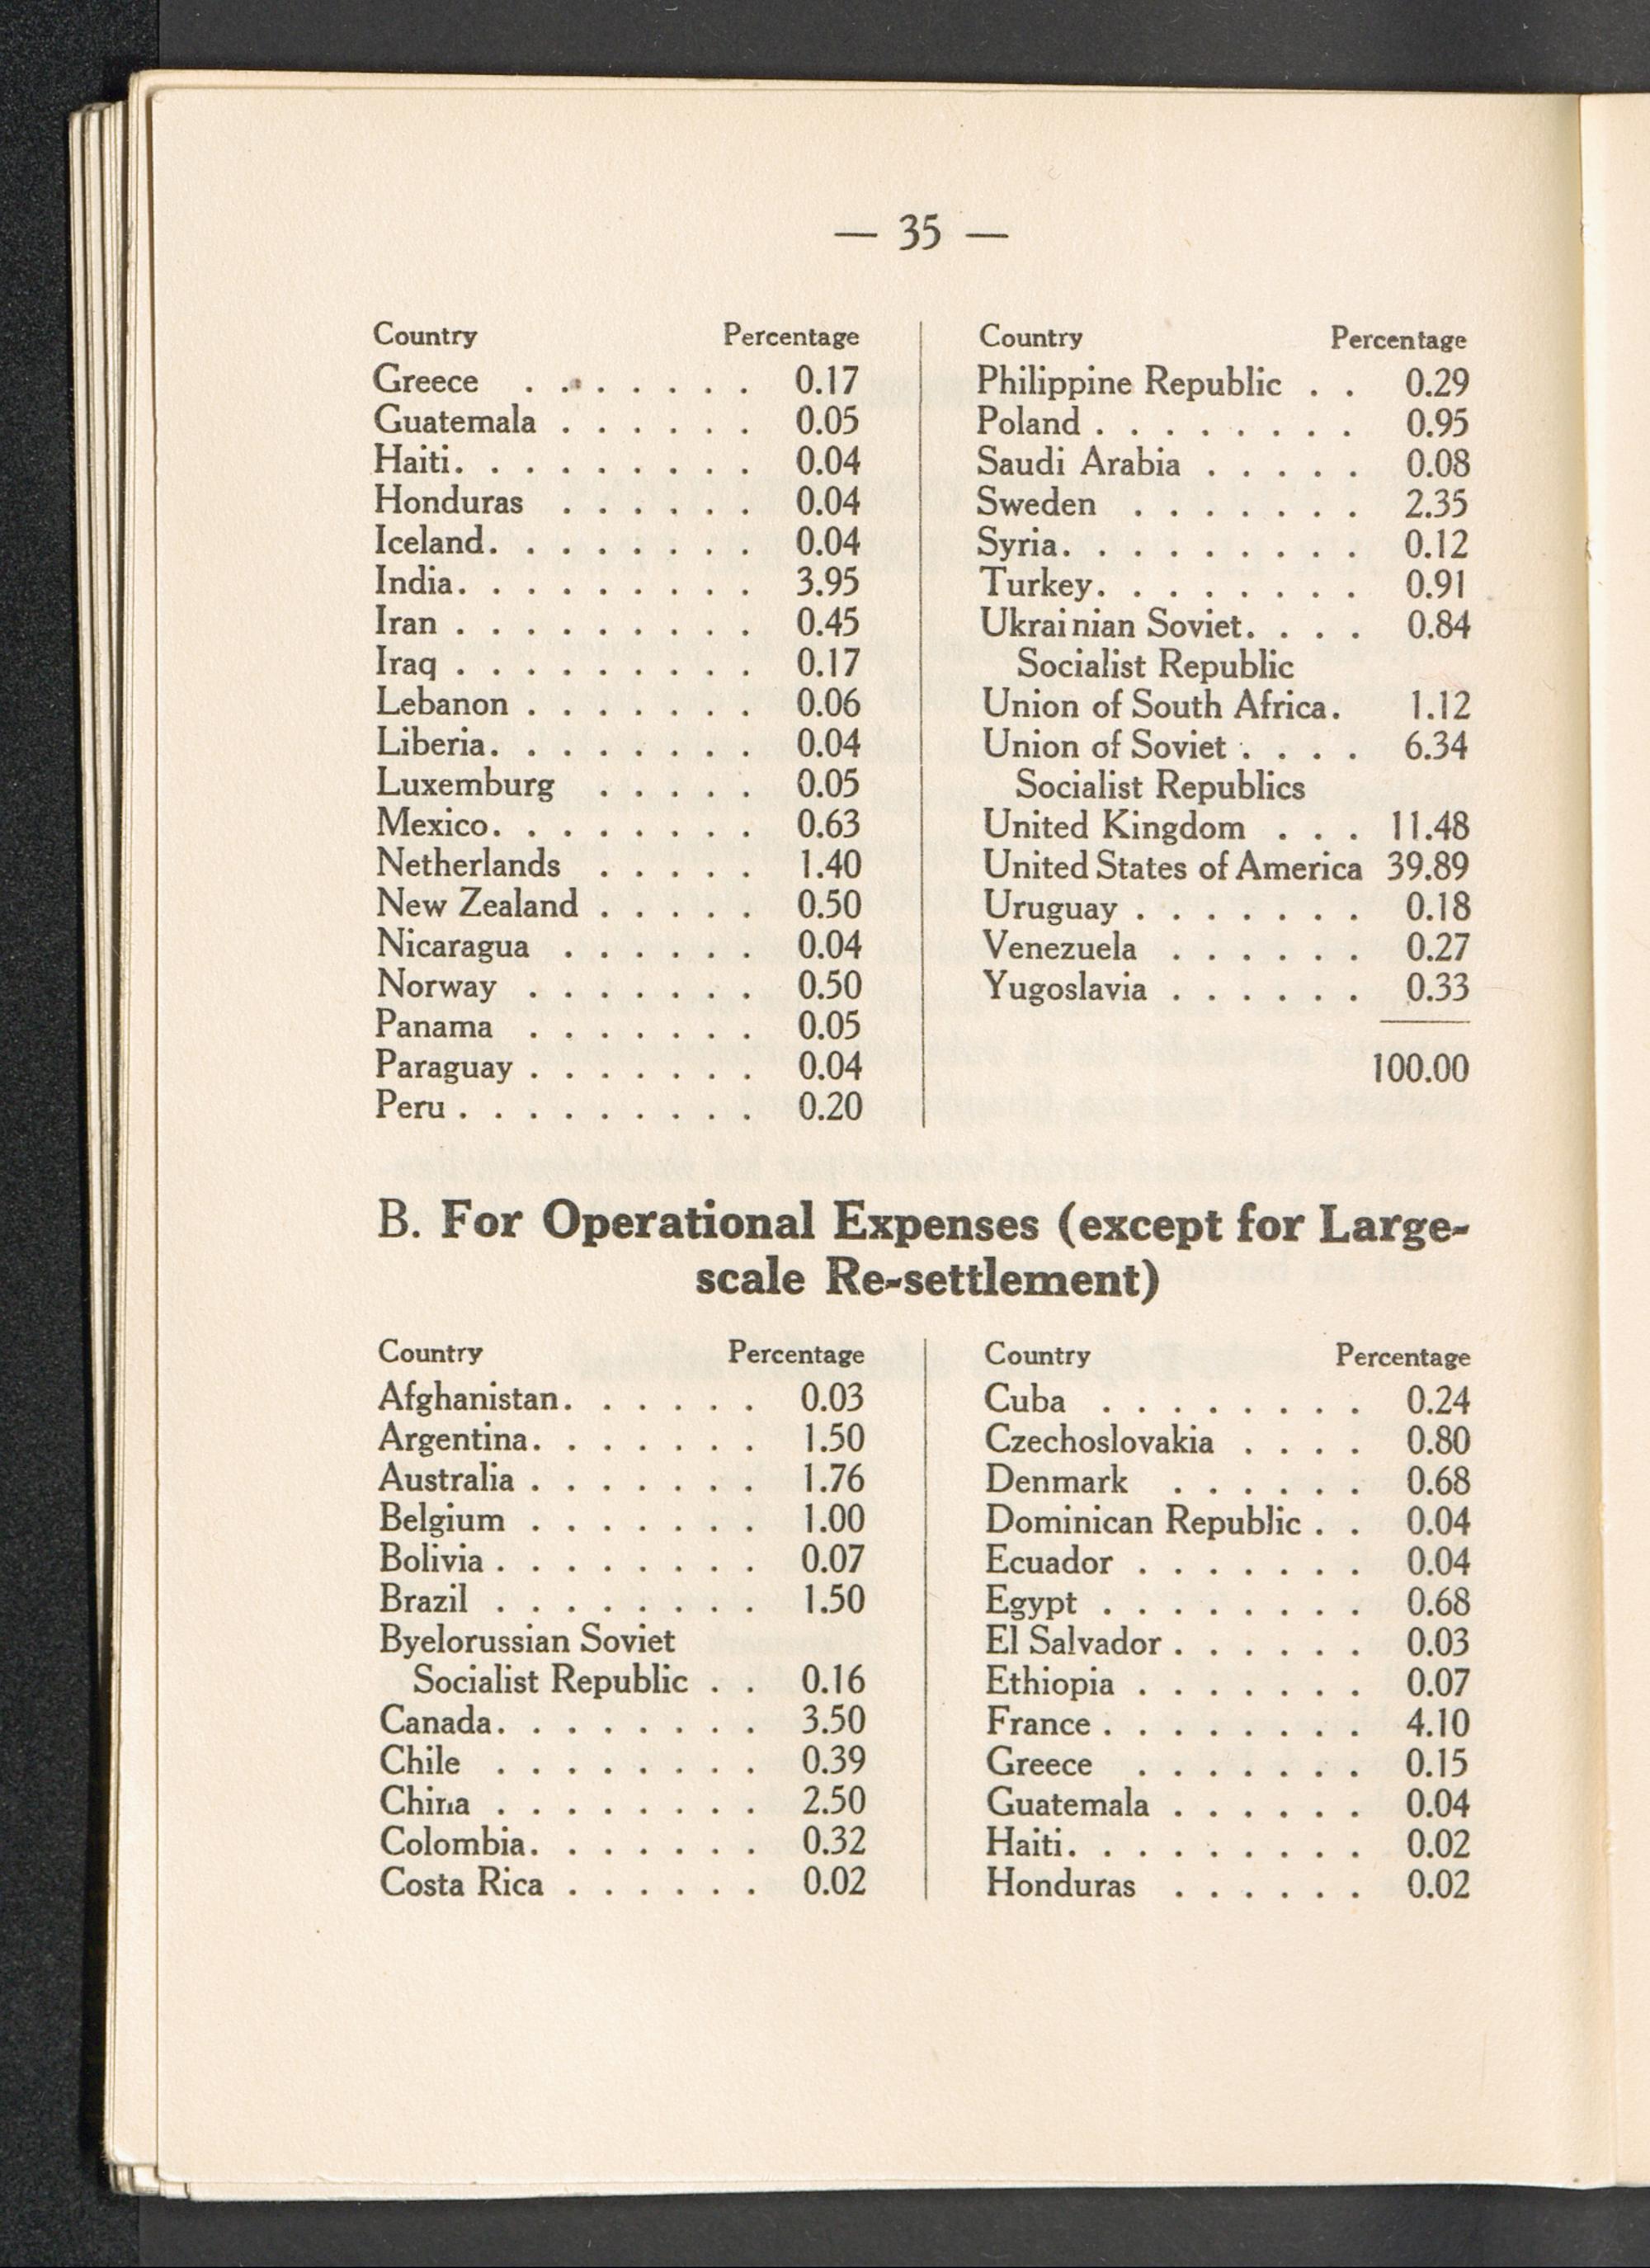 — 35 —
Country Percentage
Greece . . . . . . . 0.17
Guatemala . . . . . . 0.05
Haiti. . . . . . . . . 0.04
Honduras . . . . . . 0.04
Iceland. . . . . . . . 0.04
India. . . . . . . . . 3.95
Iran . . . . . . . . . 0.45
Iraq . . . . . . . . . 0.17
Lebanon . . . . . . . 0.06
Liberia. . . . . . . . 0.04
Luxemburg . . . . . 0.05
Mexico. . . . . . . . 0.63
Netherlands . . . . . 1.40
New Zealand . . . . . 0.50
Nicaragua . . . . . . 0.04
Norway . . . . . . . 0.50
Panama . . . . . . . 0.05
Paraguay . . . . . . . 0.04
Peru . . . . . . . . . 0.20
Country Percentage
Philippine Republic . . 0.29
Poland . . . . . . . . 0.95
Saudi Arabia . . . . . 0.08
Sweden . . . . . . . 2.35
Syria. . . . . . . . . 0.12
Turkey. . . . . . . . 0.91
Ukrainian Soviet. . . . 0.84
Socialist Republic
Union of South Africa. 1.12
Union of Soviet . . . . 6.34
Socialist Republics
United Kingdom . . . 11.48
United States of America 39.89
Uruguay . . . . . . . 0.18
Venezuela . . . . . . 0.27
Yugoslavia . . . . . . 0.33
100.00
B. For Operational Expenses (except for Large-
scale Re-settlement)
Country Percentage
Afghanistan. . . . . . 0.03
Argentina. . . . . . . 1.50
Australia . . . . . . . 1.76
Belgium . . . . . . . 1.00
Bolivia . . . . . . . . 0.07
Brazil . . . . . . . . 1.50
Byelorussian Soviet
Socialist Republic . . 0.16
Canada. . . . . . . . 3.50
Chile . . . . . . . . 0.39
China . . . . . . . . 2.50
Colombia. . . . . . . 0.32
Costa Rica . . . . . . 0.02
Country Percentage
Cuba . . . . . . . . 0.24
Czechoslovakia . . . . 0.80
Denmark . . . . . . 0.68
Dominican Republic . . 0.04
Ecuador . . . . . . . 0.04
Egypt . . . . . . . . 0.68
El Salvador . . . . . . 0.03
Ethiopia . . . . . . . 0.07
France . . . . . . . . 4.10
Greece . . . . . . . 0.15
Guatemala . . . . . . 0.04
Haiti. . . . . . . . . 0.02
Honduras . . . . . . 0.02